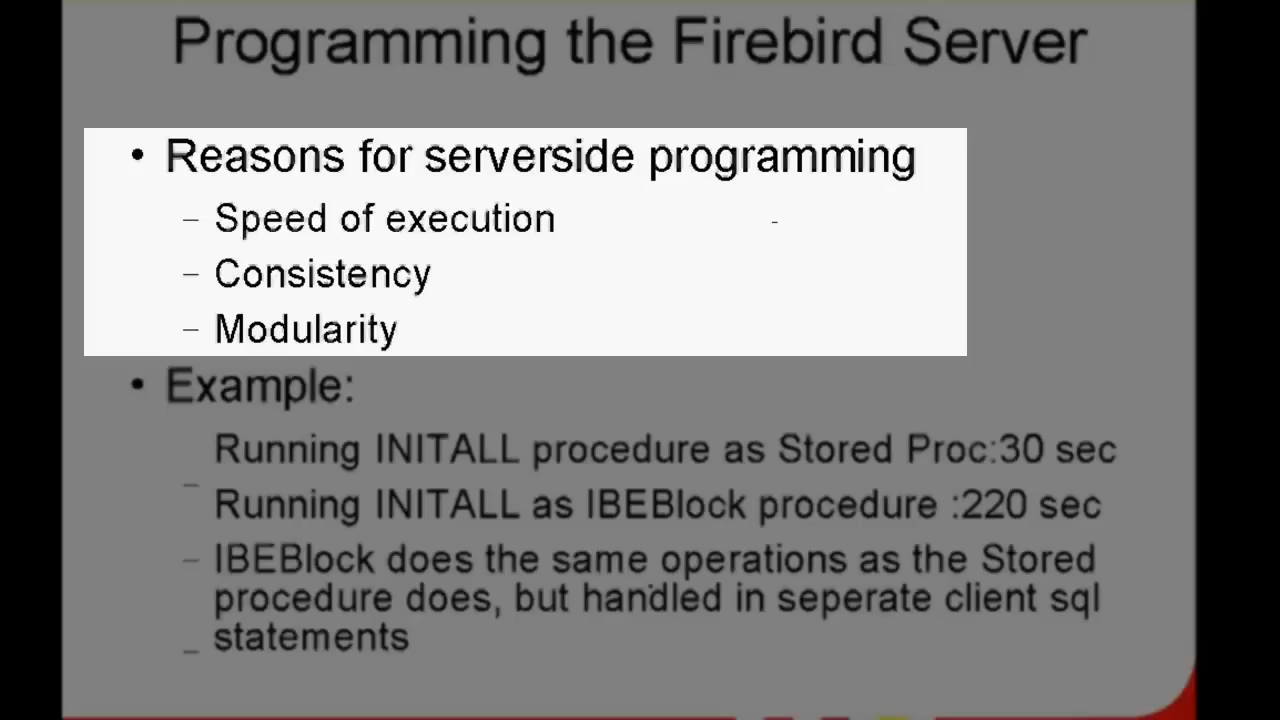 Programming the Firebird Server
• Reasons for serverside programming
– Speed of execution
– Consistency
– Modularity
• Example:
Running INITALL procedure as Stored Proc:30 sec
– Running INITALL as IBEBlock procedure :220 sec
– IBEBlock does the same operations as the Stored
procedure does, but handled in seperate client sql
– statements